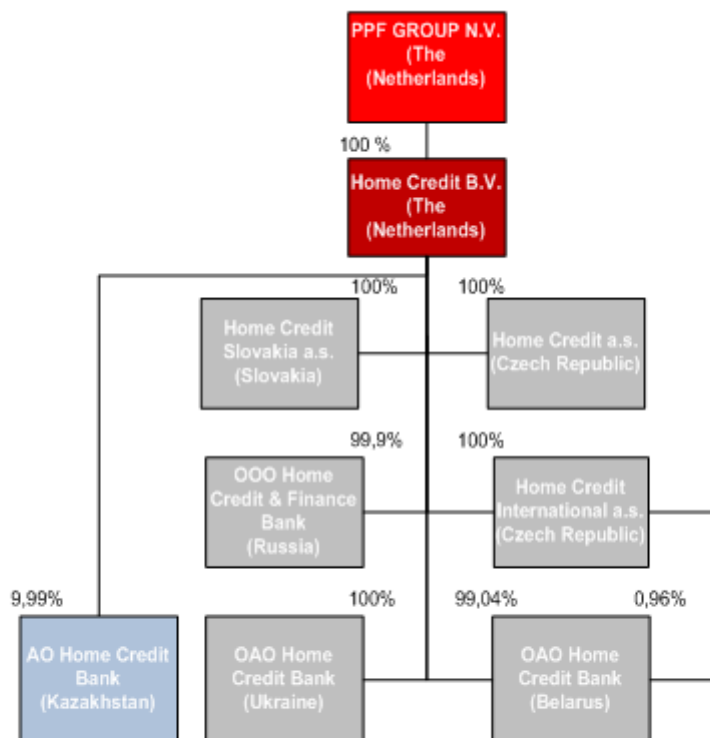 PPF GROUP N.V.
(The
(Netherlands)
100 %
Home Credit B.V.
(The
(Netherlands)
100%
100%
Home Credit
Slovakia a.s.
(Slovakia)
Home Credit a.s.
(Czech Republic)
99,9%
100%
OOO Home
Credit & Finance
Bank
(Russia)
Home Credit
International a.s.
(Czech Republic)
9,99%
100%
99,04%
0,96%
AO Home Credit
Bank
(Kazakhstan)
OAO Home
Credit Bank
(Ukraine)
OAO Home
Credit Bank
(Belarus)